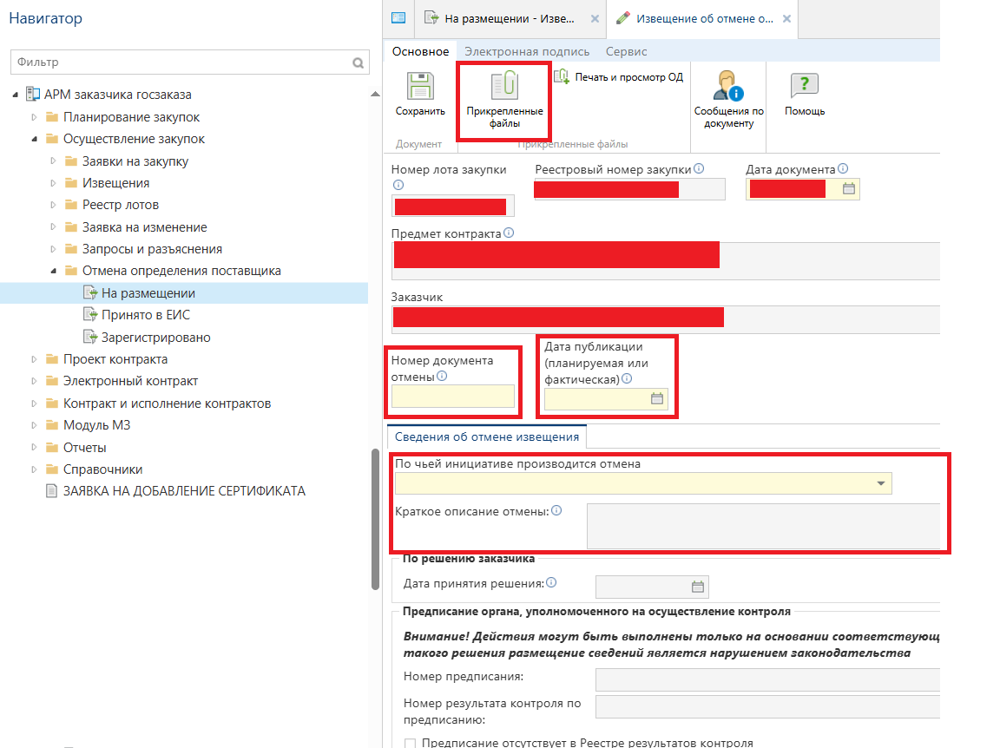 Навигатор
Фильтр
АРМ заказчика госзаказа
Планирование закупок
Осуществление закупок
Заявки на закупку
Извещения
Реестр лотов
Заявка на изменение
Запросы и разъяснения
Отмена определения поставщика
На размещении
Принято в ЕИС
Зарегистрировано
Проект контракта
Электронный контракт
Контракт и исполнение контрактов
Модуль МЗ
Отчеты
Справочники
ЗАЯВКА НА ДОБАВЛЕНИЕ СЕРТИФИКАТА
На размещении - Изве...
Извещение об отмене о...
Основное Электронная подпись Сервис
Сохранить
Документ
Прикрепленные
файлы
Печать и просмотр ОД
Прикрепленные файлы
Сообщения по
документу
Помощь
Номер лота закупки
Реестровый номер закупки
Дата документа
Предмет контракта
Заказчик
Номер документа
отмены
Дата публикации
(планируемая или
фактическая)
Сведения об отмене извещения
По чьей инициативе производится отмена
Краткое описание отмены:
По решению заказчика
Дата принятия решения:
Предписание органа, уполномоченного на осуществление контроля
Внимание! Действия могут быть выполнены только на основании соответствующ
такого решения размещение сведений является нарушением законодательства
Номер предписания:
Номер результата контроля по
предписанию:
Предписание отсутствует в Реестре результатов контроля